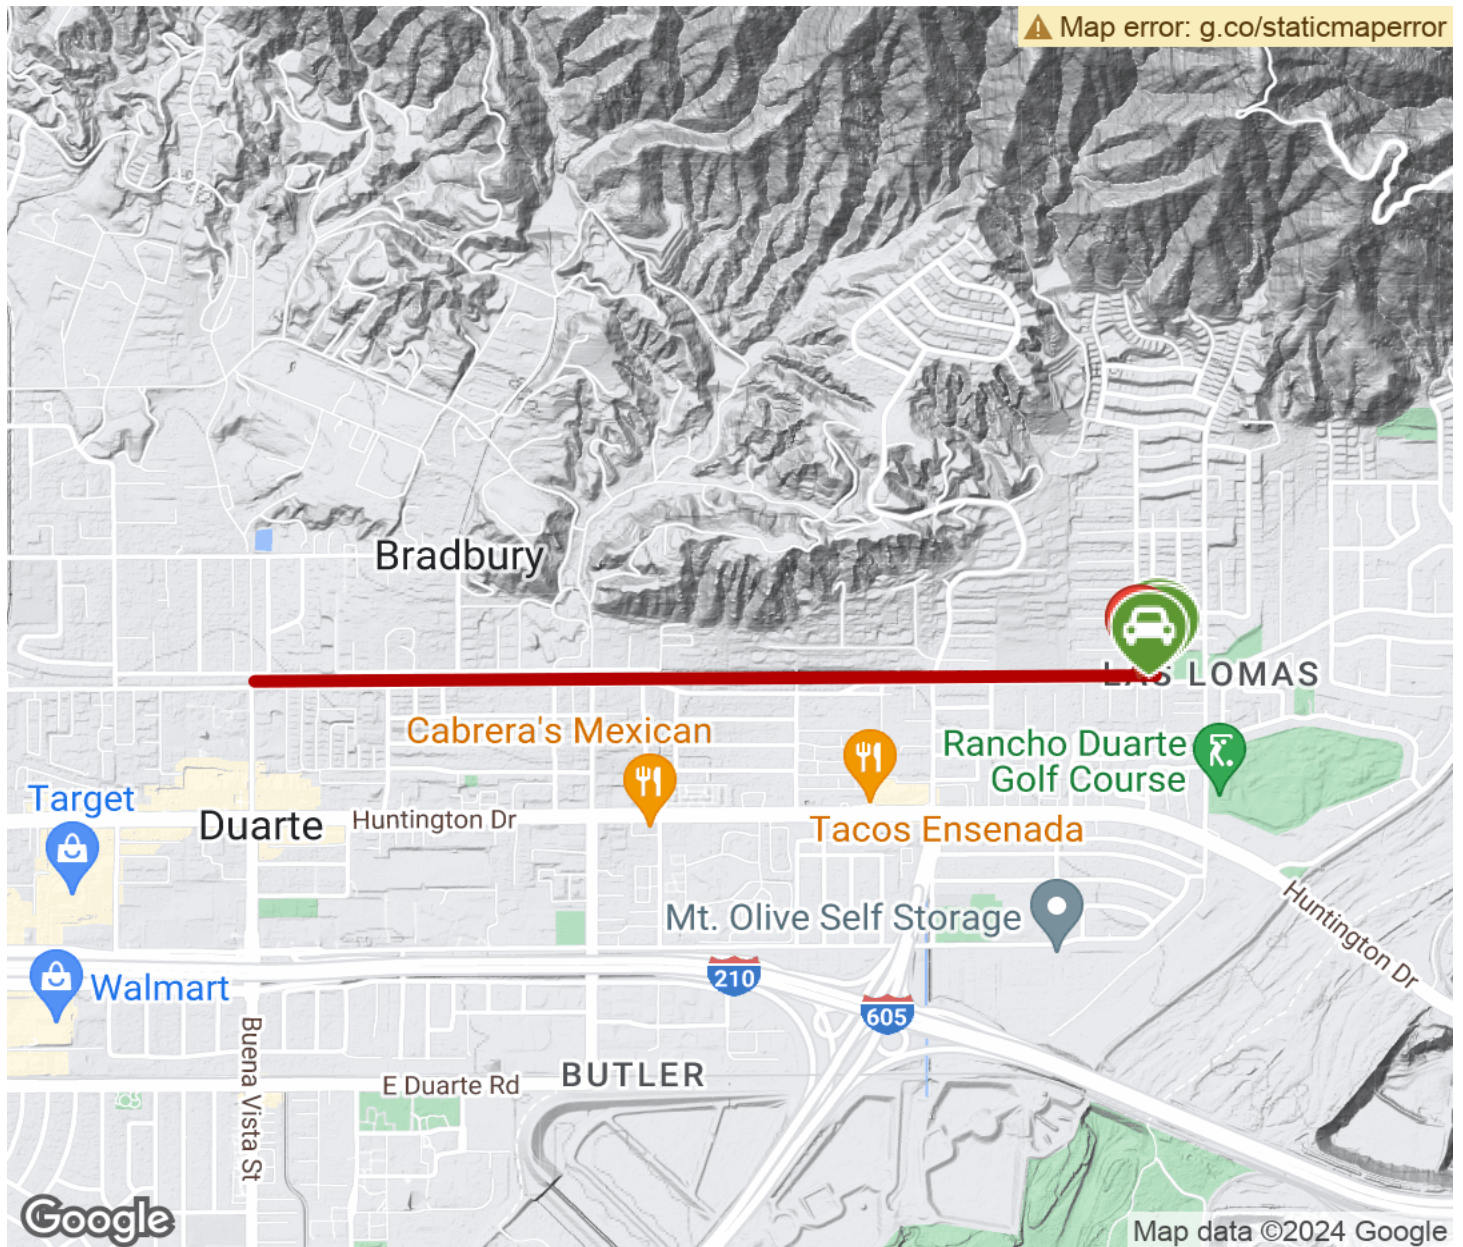 Map error: g.co/staticmaperror
Bradbury
LAS LOMAS
Cabrera's Mexican
Rancho Duarte
Golf Course
Target
Duarte
Huntington Dr
Tacos Ensenada
Mt. Olive Self Storage
Huntington Dr
Walmart
210
605
Buena Vista St
E Duarte Rd
BUTLER
Google
Map data ©2024 Google